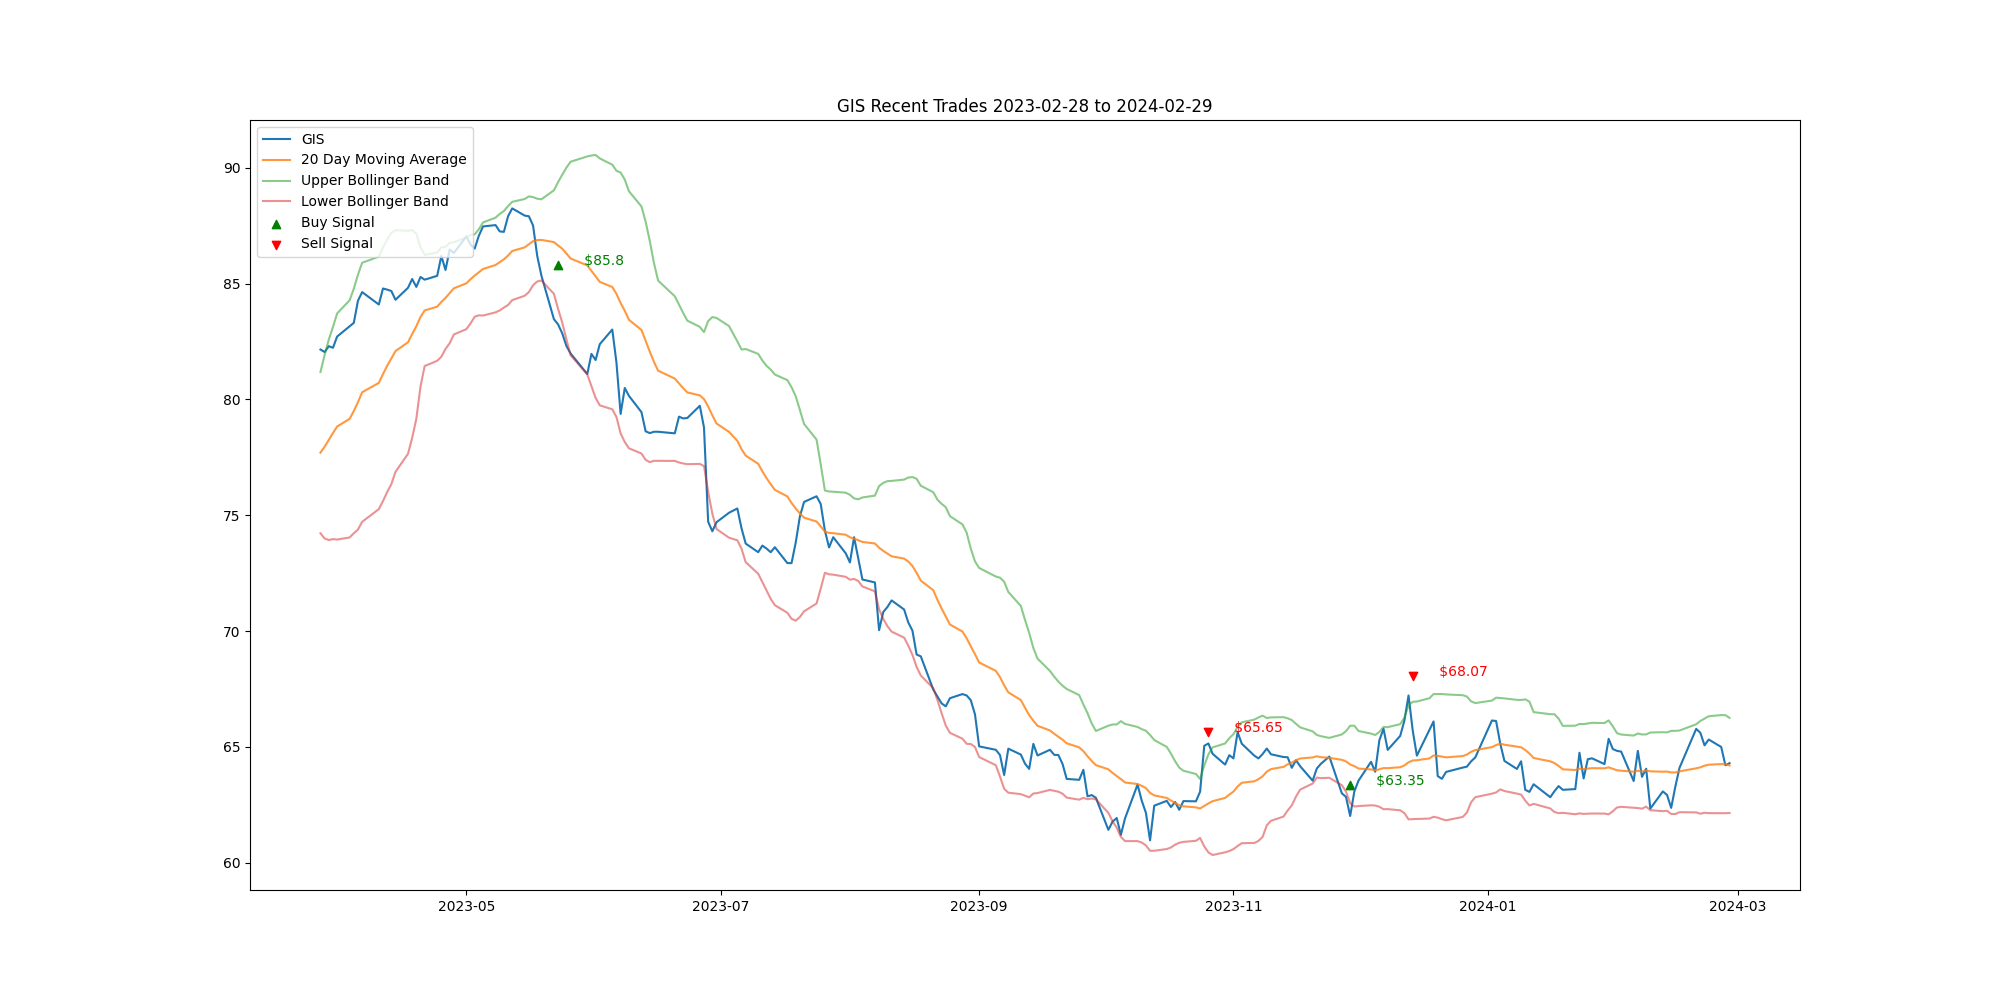 GIS Recent Trades 2023-02-28 to 2024-02-29
GIS
20 Day Moving Average
Upper Bollinger Band
Lower Bollinger Band
Buy Signal
Sell Signal
90
85
80
75
70
65
60
$85.8
$65.65
$63.35
$68.07
2023-05
2023-07
2023-09
2023-11
2024-01
2024-03